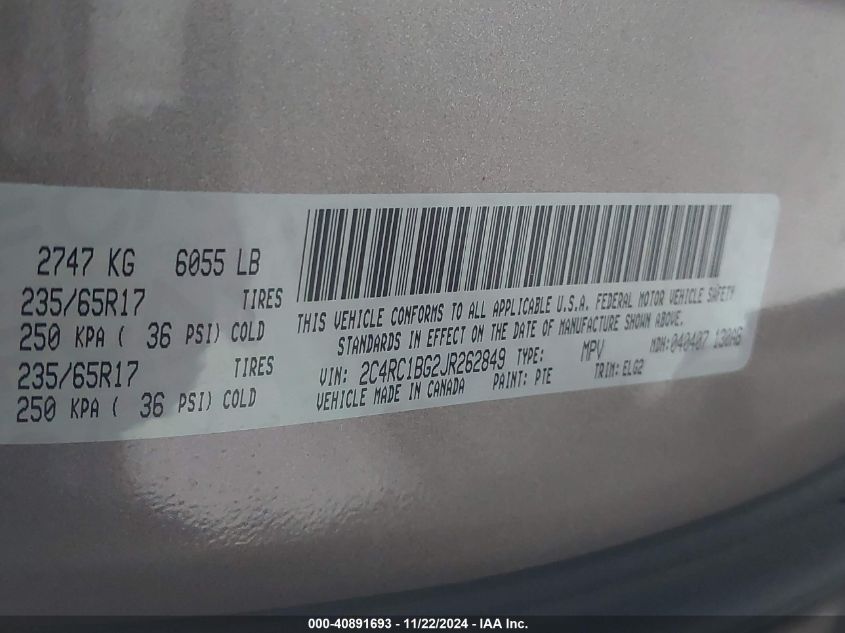 2747 KG 6055 LB
235/65R17 TIRES
250 KPA ( 36 PSI) COLD
235/65R17 TIRES
250 KPA ( 36 PSI) COLD
THIS VEHICLE CONFORMS TO ALL APPLICABLE U.S.A. FEDERAL MOTOR VEHICLE SAFETY
STANDARDS IN EFFECT ON THE DATE OF MANUFACTURE SHOWN ABOVE.
VIN: 2C4RC1BG2JR262849 TYPE: MPV MDH: 040407 130AB
VEHICLE MADE IN CANADA PAINT: PTE TRIM: ELG2
000-40891693 - 11/22/2024 - IAA Inc.